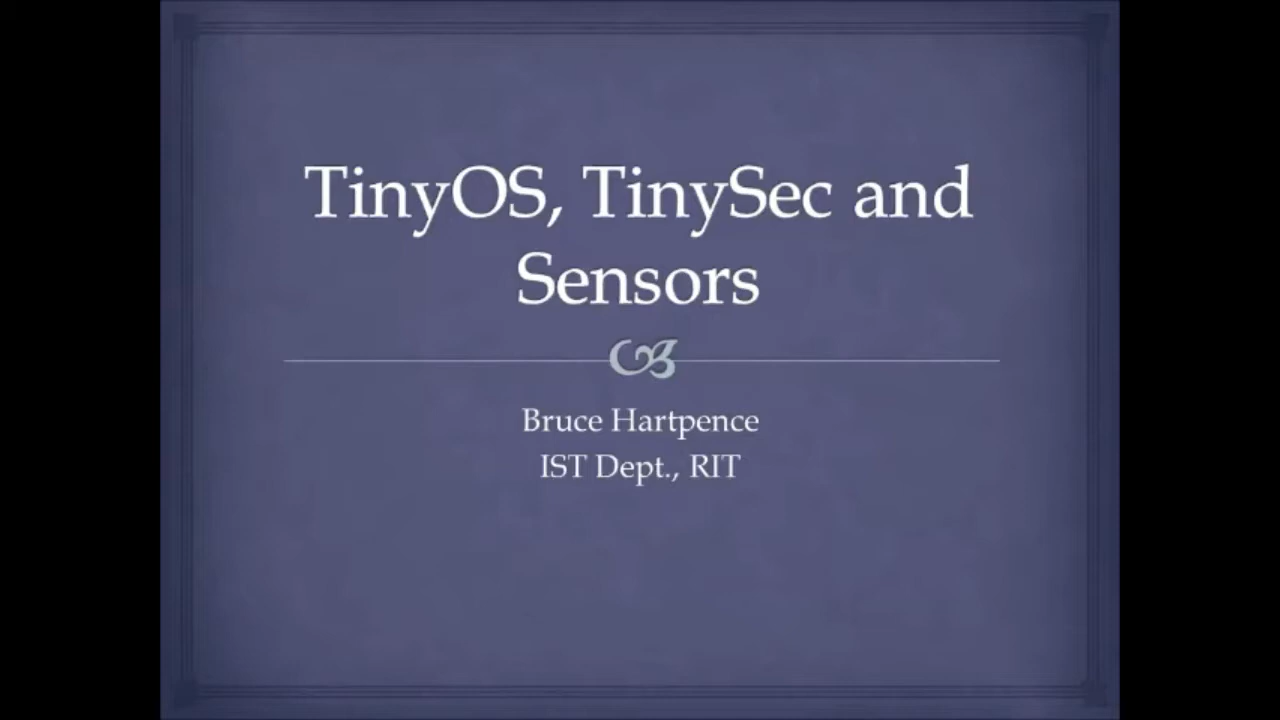 TinyOS, TinySec and
Sensors
Bruce Hartpence
IST Dept., RIT